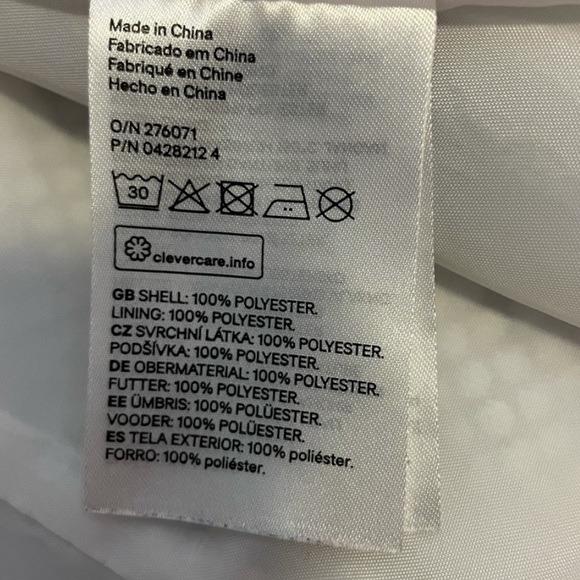 Made in China
Fabricado em China
Fabriqué en Chine
Hecho en China
O/N 276071
P/N 0428212 4
30
clevercare.info
GB SHELL: 100% POLYESTER.
LINING: 100% POLYESTER.
CZ SVRCHNÍ LÁTKA: 100% POLYESTER.
PODŠÍVKA: 100% POLYESTER.
DE OBERMATERIAL: 100% POLYESTER.
FUTTER: 100% POLYESTER.
EE ÜMBRIS: 100% POLÜESTER.
VOODER: 100% POLÜESTER.
ES TELA EXTERIOR: 100% poliéster.
FORRO: 100% poliéster.